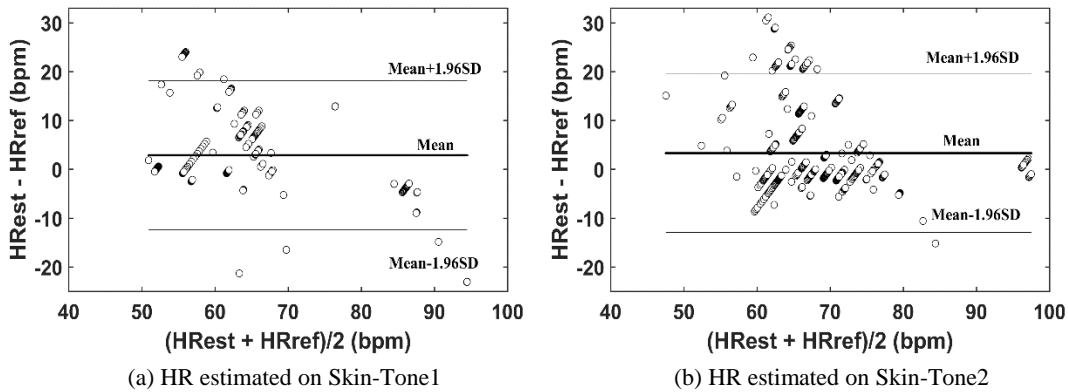 30
20
10
0
-10
-20
HRest - HRref (bpm)
Mean+1.96SD
Mean
Mean-1.96SD
40 50 60 70 80 90 100
(HRest + HRref)/2 (bpm)
(a) HR estimated on Skin-Tone1
30
20
10
0
-10
-20
HRest - HRref (bpm)
Mean+1.96SD
Mean
Mean-1.96SD
40 50 60 70 80 90 100
(HRest + HRref)/2 (bpm)
(b) HR estimated on Skin-Tone2